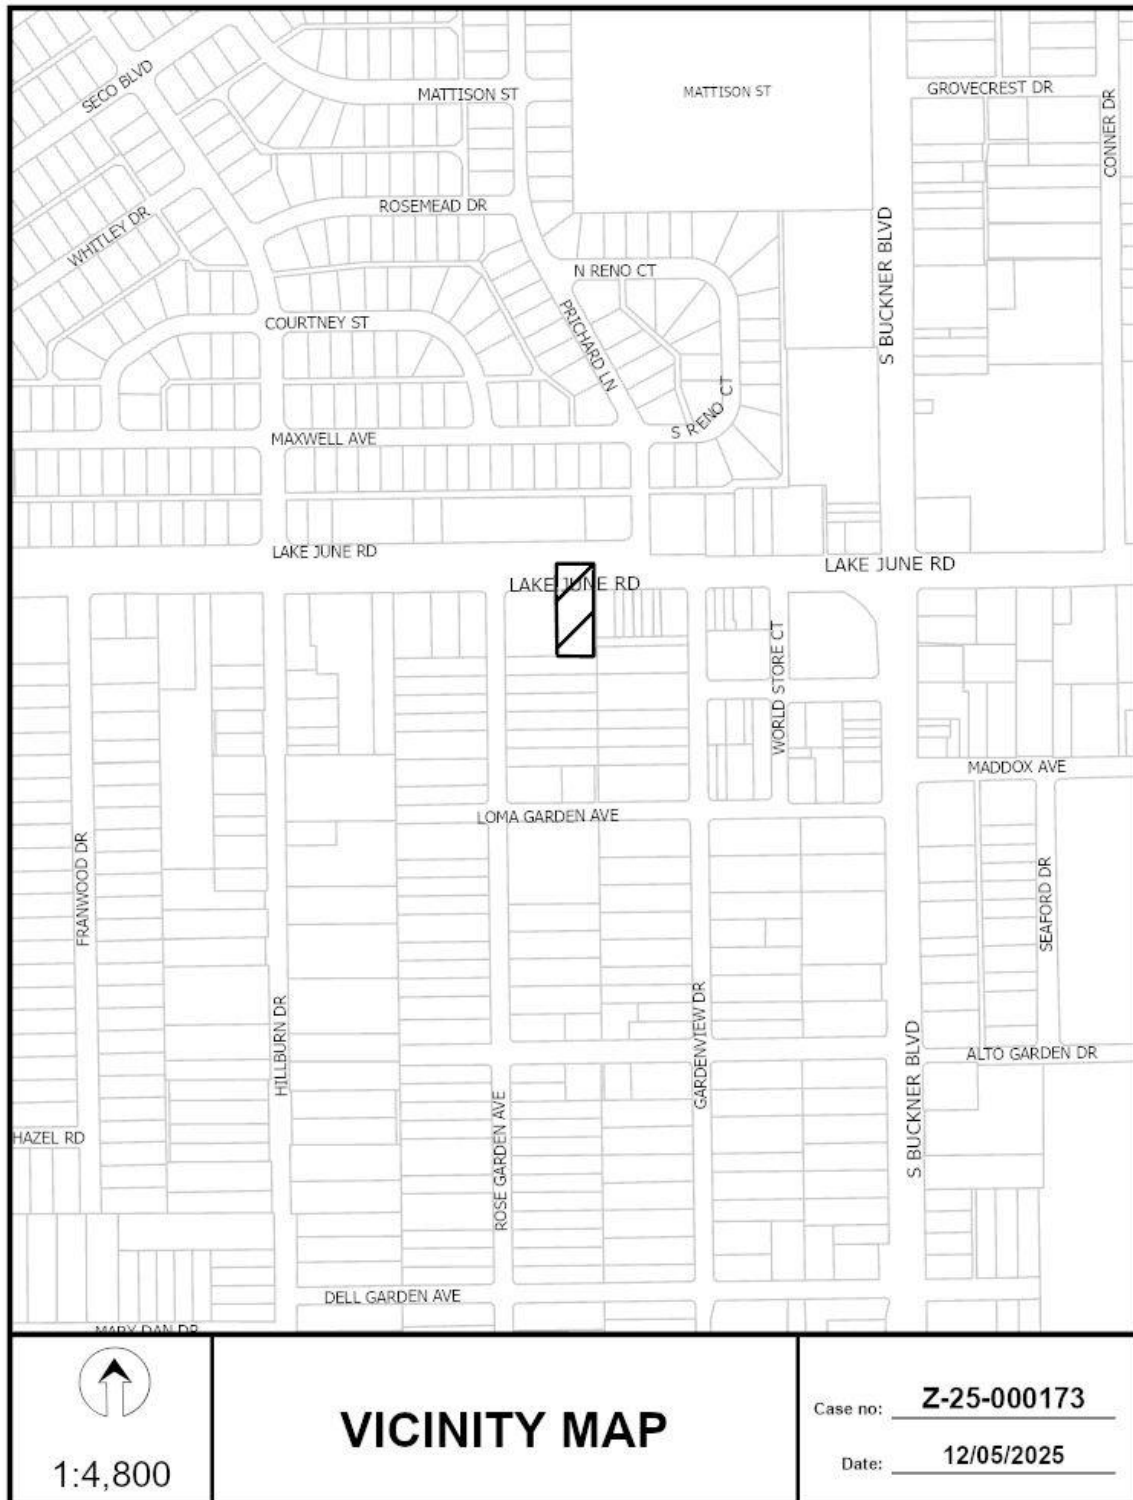 SECO BLVD
MATTISON ST
MATTISON ST
GROVECREST DR
CONNER DR
WHITLEY DR
ROSEMEAD DR
S BUCKNER BLVD
N RENO CT
COURTNEY ST
PRICHARD LN
S RENO CT
MAXWELL AVE
LAKE JUNE RD
LAKE JUNE RD
LAKE JUNE RD
WORLD STORE CT
MADDOX AVE
LOMA GARDEN AVE
FRANWOOD DR
SEAFORD DR
HILLBURN DR
GARDENVIEW DR
S BUCKNER BLVD
ALTO GARDEN DR
HAZEL RD
ROSE GARDEN AVE
DELL GARDEN AVE
MARY DAN DR
1:4,800
VICINITY MAP
Case no: Z-25-000173
Date: 12/05/2025